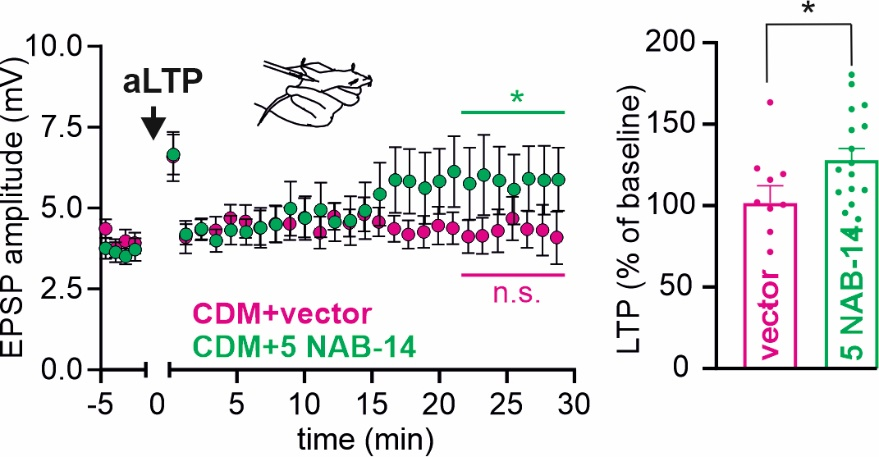 EPSP amplitude (mV)
10.0
7.5
5.0
2.5
0.0
aLTP
*
n.s.
CDM+vector
CDM+5 NAB-14
-5 0 5 10 15 20 25 30
time (min)
LTP (% of baseline)
200
150
100
50
0
*
vector
5 NAB-14